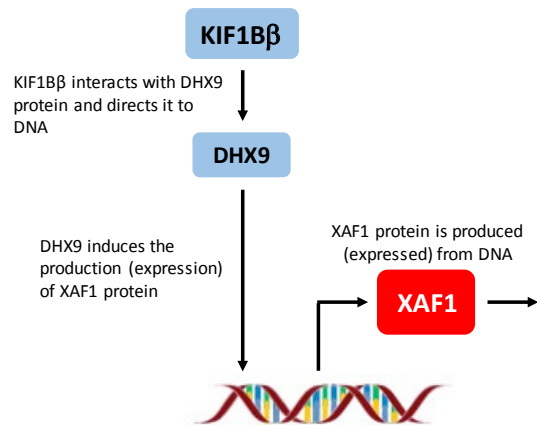 KIF1Bβ
KIF1Bβ interacts with DHX9
protein and directs it to
DNA
DHX9
DHX9 induces the
production (expression)
of XAF1 protein
XAF1 protein is produced
(expressed) from DNA
XAF1